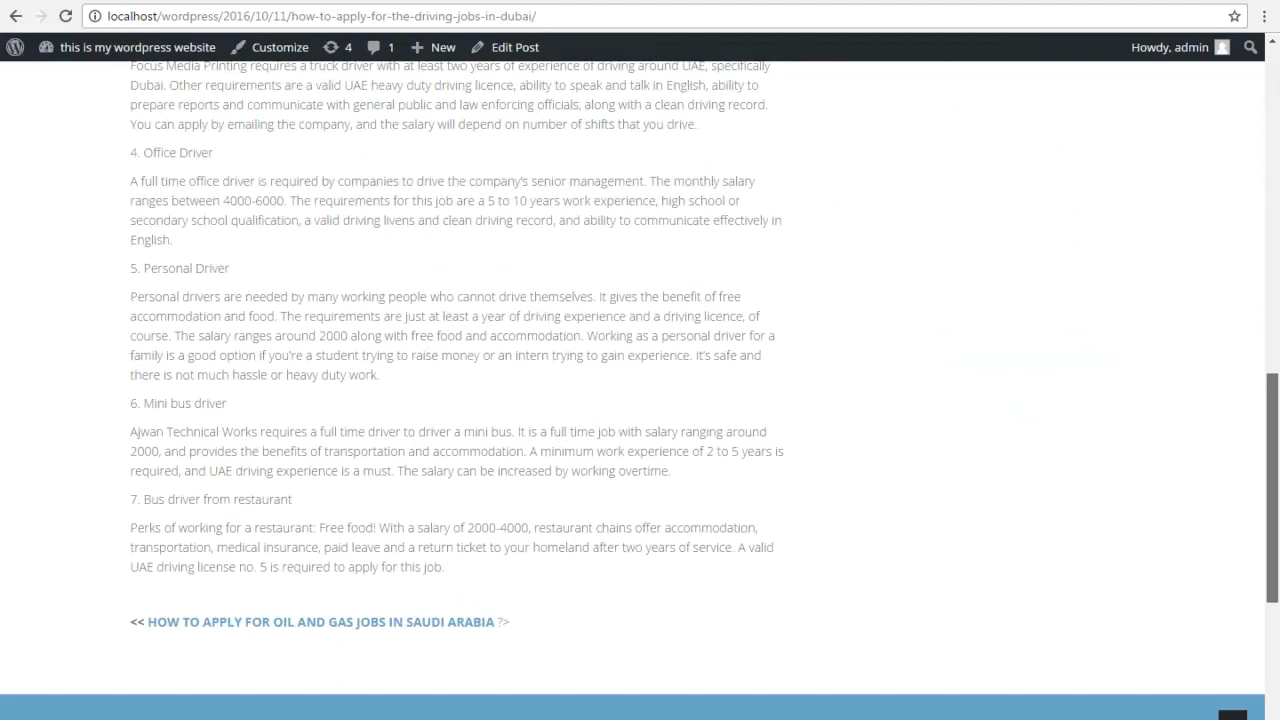 localhost/wordpress/2016/10/11/how-to-apply-for-the-driving-jobs-in-dubai/
this is my wordpress website Customize 4 1 New Edit Post Howdy, admin
Focus Media Printing requires a truck driver with at least two years of experience of driving around UAE, specifically
Dubai. Other requirements are a valid UAE heavy duty driving licence, ability to speak and talk in English, ability to
prepare reports and communicate with general public and law enforcing officials, along with a clean driving record.
You can apply by emailing the company, and the salary will depend on number of shifts that you drive.
4. Office Driver
A full time office driver is required by companies to drive the company's senior management. The monthly salary
ranges between 4000-6000. The requirements for this job are a 5 to 10 years work experience, high school or
secondary school qualification, a valid driving livens and clean driving record, and ability to communicate effectively in
English.
5. Personal Driver
Personal drivers are needed by many working people who cannot drive themselves. It gives the benefit of free
accommodation and food. The requirements are just at least a year of driving experience and a driving licence, of
course. The salary ranges around 2000 along with free food and accommodation. Working as a personal driver for a
family is a good option if you're a student trying to raise money or an intern trying to gain experience. it's safe and
there is not much hassle or heavy duty work.
6. Mini bus driver
Ajwan Technical Works requires a full time driver to driver a mini bus. It is a full time job with salary ranging around
2000, and provides the benefits of transportation and accommodation. A minimum work experience of 2 to 5 years is
required, and UAE driving experience is a must. The salary can be increased by working overtime.
7. Bus driver from restaurant
Perks of working for a restaurant: Free food! With a salary of 2000-4000, restaurant chains offer accommodation,
transportation, medical insurance, paid leave and a return ticket to your homeland after two years of service. A valid
UAE driving license no. 5 is required to apply for this job.
<< HOW TO APPLY FOR OIL AND GAS JOBS IN SAUDI ARABIA ?>